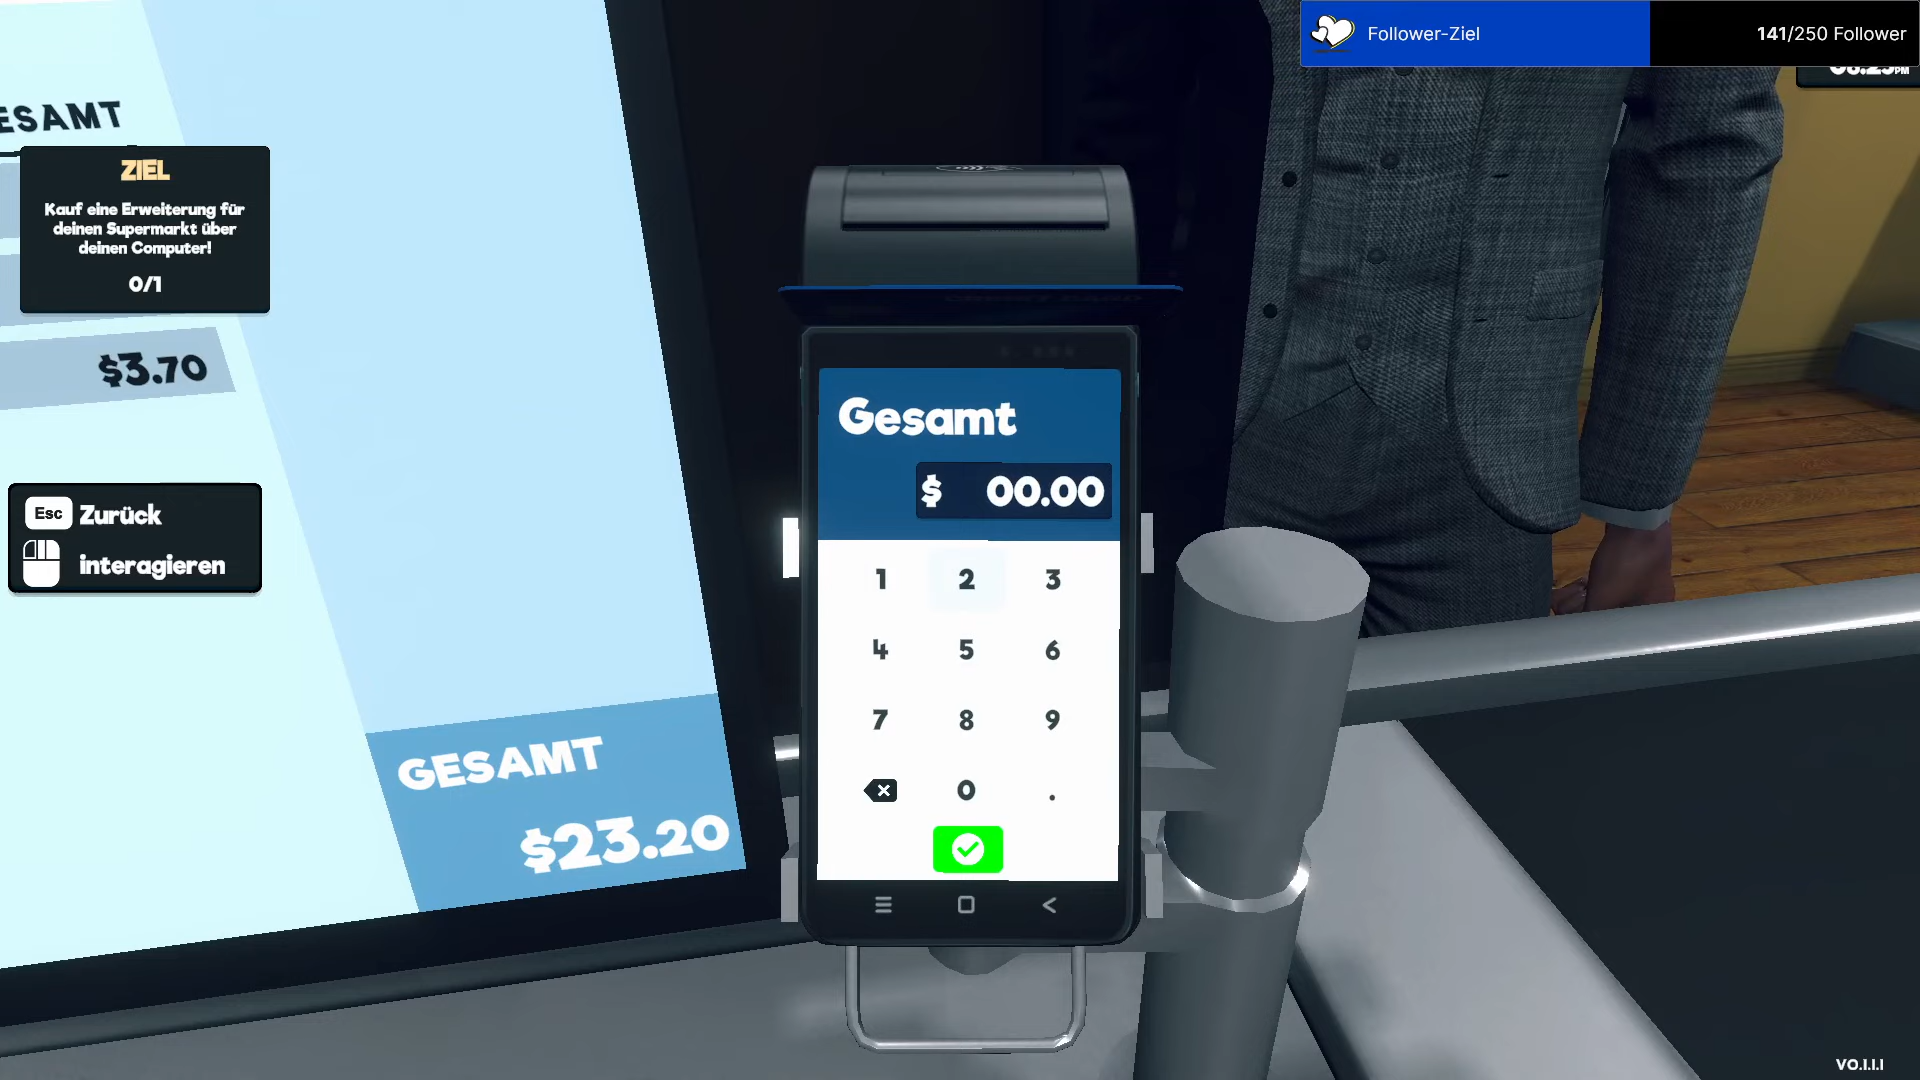 Follower-Ziel
141/250 Follower
ESAMT
ZIEL
Kauf eine Erweiterung für
deinen Supermarkt über
deinen Computer!
0/1
$3.70
Esc Zurück
interagieren
GESAMT
$23.20
Gesamt
$ 00.00
1 2 3
4 5 6
7 8 9
0 .
V0.1.1.1